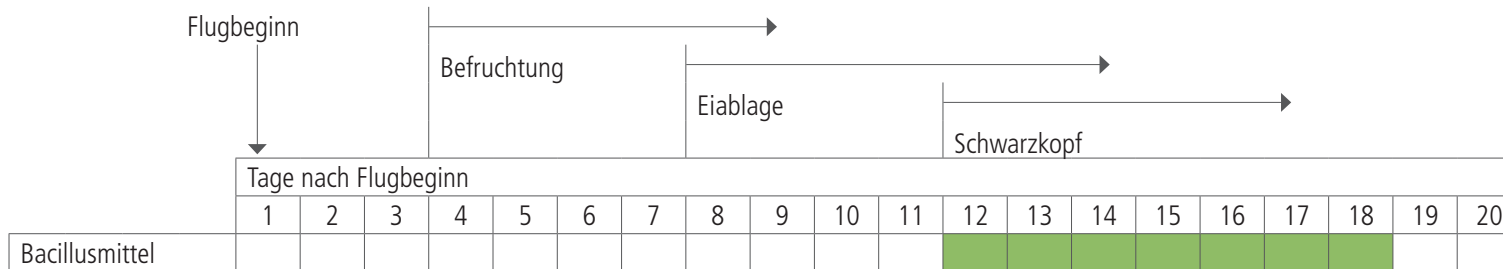 Flugbeginn
Befruchtung
Eiablage
Schwarzkopf
Tage nach Flugbeginn
1 2 3 4 5 6 7 8 9 10 11 12 13 14 15 16 17 18 19 20
Bacillusmittel